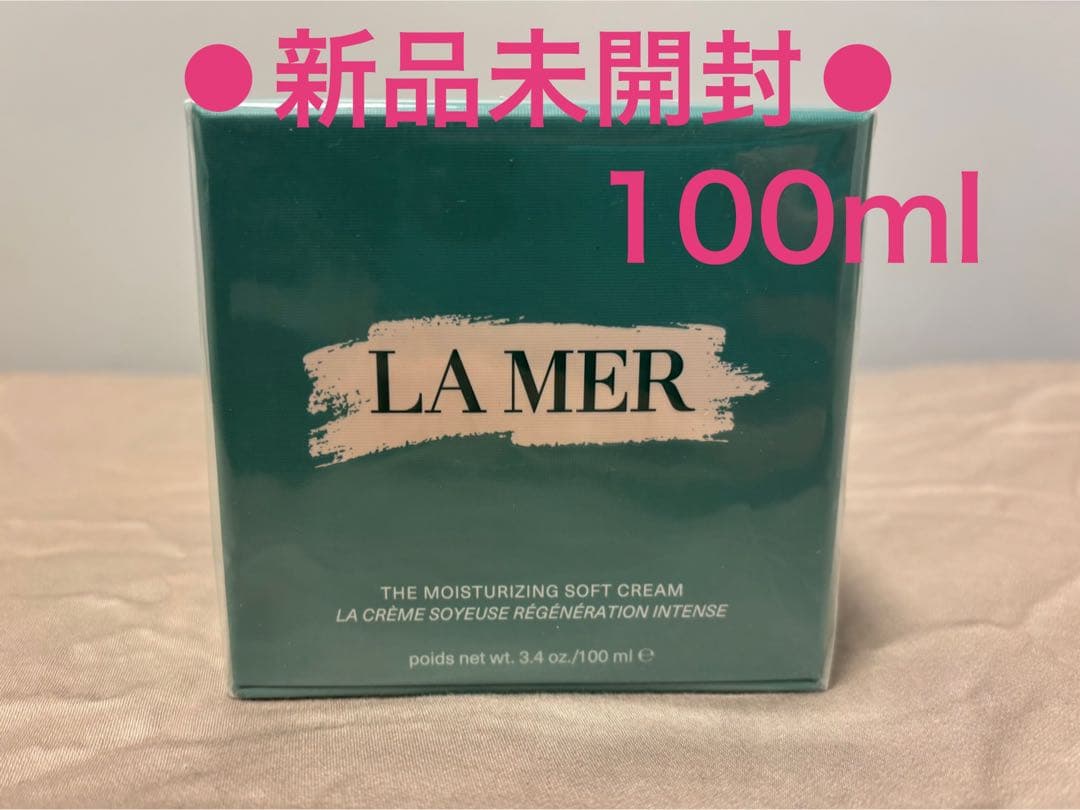 ●新品未開封●
100ml
LA MER
THE MOISTURIZING SOFT CREAM
LA CRÈME SOYEUSE RÉGÉNÉRATION INTENSE
poids net wt. 3.4 oz./100 ml ℮